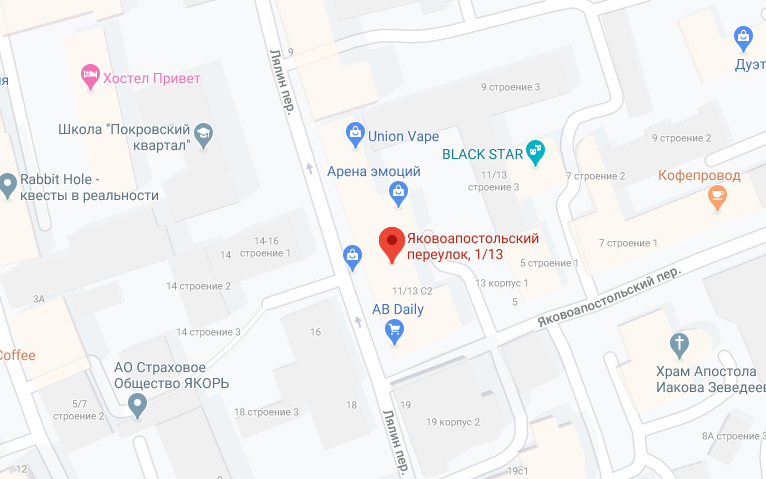 9
Лялин пер.
Дуэт
ия
Хостел Привет
9 строение 3
Школа "Покровский
квартал"
Union Vape
9 строение 2
BLACK STAR
Арена эмоций
11/13
строение 3
7 строение 2
Кофепровод
Rabbit Hole -
квесты в реальности
Яковоапостольский
переулок, 1/13
14-16
строение 1
14
7 строение 1
5 строение 1
13 корпус 1
14 строение 2
11/13 С2
5
Яковоапостольский пер.
3А
AB Daily
14 строение 3
16
Coffee
АО Страховое
Общество ЯКОРЬ
Храм Апостола
Иакова Зеведеев
5/7
строение 2
18 строение 3
18
19
19 корпус 2
Лялин пер.
8А строение 2
12
19с1